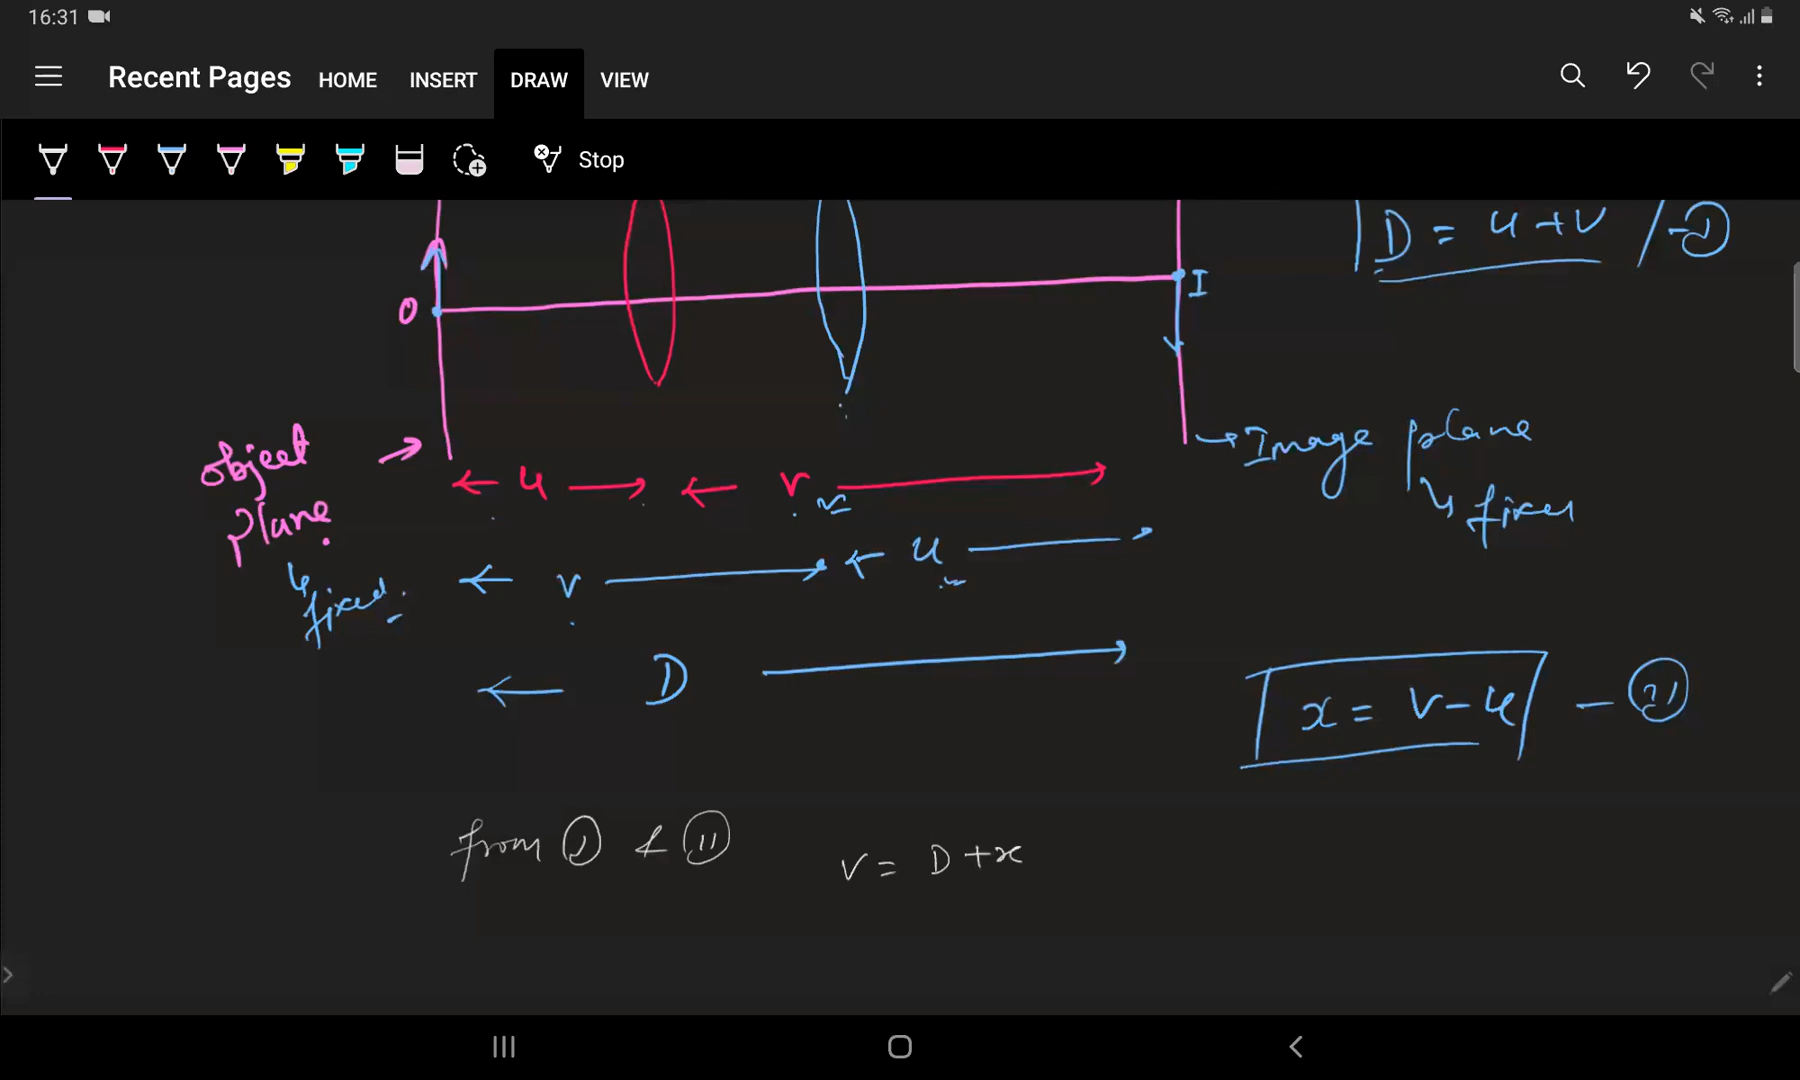 16:31
Recent Pages HOME INSERT DRAW VIEW
Stop
D = u + v - I
O
I
object
plane
↳ fixed.
Image plane
↳ fixed
← u → ← v →
← v → ← u →
← D →
x = v - u - II
from I & II v = D + x